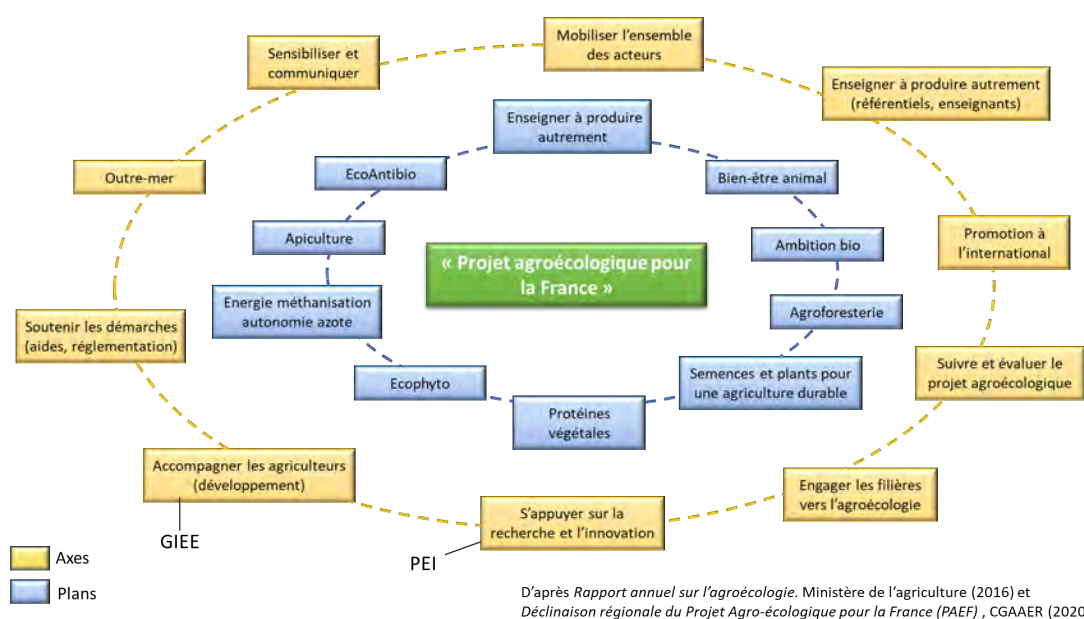 Mobiliser l'ensemble
des acteurs
Sensibiliser et
communiquer
Enseigner à produire autrement
(référentiels, enseignants)
Enseigner à produire
autrement
Outre-mer
EcoAntibio
Bien-être animal
Apiculture
Ambition bio
Promotion à
l'international
« Projet agroécologique pour
la France »
Energie méthanisation
autonomie azote
Agroforesterie
Soutenir les démarches
(aides, réglementation)
Suivre et évaluer le
projet agroécologique
Ecophyto
Semences et plants pour
une agriculture durable
Protéines
végétales
Accompagner les agriculteurs
(développement)
Engager les filières
vers l'agroécologie
S'appuyer sur la
recherche et l'innovation
GIEE
PEI
Axes
Plans
D'après Rapport annuel sur l'agroécologie. Ministère de l'agriculture (2016) et
Déclinaison régionale du Projet Agro-écologique pour la France (PAEF) , CGAAER (2020